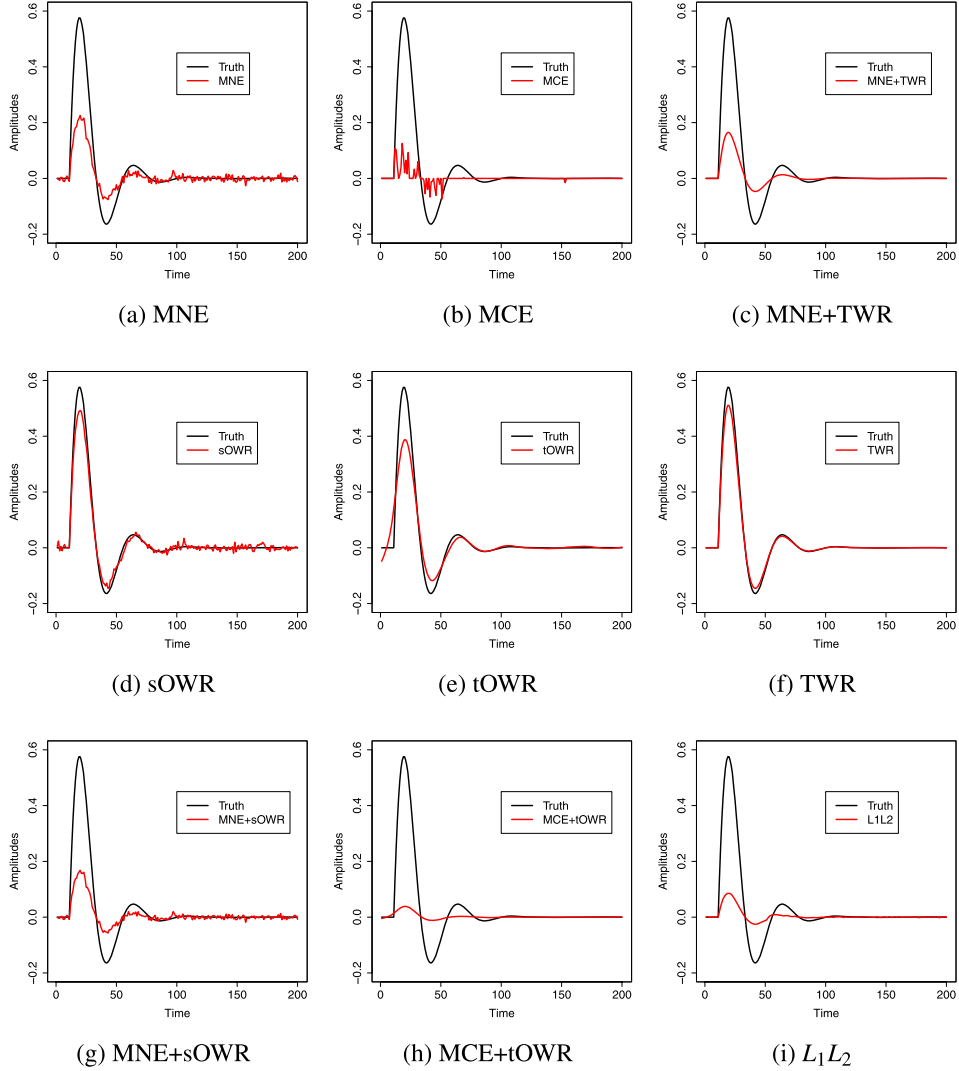 0.6
0.4
0.2
0.0
−0.2
Amplitudes
Truth
MNE
0 50 100 150 200
Time
(a) MNE
0.6
0.4
0.2
0.0
−0.2
Amplitudes
Truth
MCE
0 50 100 150 200
Time
(b) MCE
0.6
0.4
0.2
0.0
−0.2
Amplitudes
Truth
MNE+TWR
0 50 100 150 200
Time
(c) MNE+TWR
0.6
0.4
0.2
0.0
−0.2
Amplitudes
Truth
sOWR
0 50 100 150 200
Time
(d) sOWR
0.6
0.4
0.2
0.0
−0.2
Amplitudes
Truth
tOWR
0 50 100 150 200
Time
(e) tOWR
0.6
0.4
0.2
0.0
−0.2
Amplitudes
Truth
TWR
0 50 100 150 200
Time
(f) TWR
0.6
0.4
0.2
0.0
−0.2
Amplitudes
Truth
MNE+sOWR
0 50 100 150 200
Time
(g) MNE+sOWR
0.6
0.4
0.2
0.0
−0.2
Amplitudes
Truth
MCE+tOWR
0 50 100 150 200
Time
(h) MCE+tOWR
0.6
0.4
0.2
0.0
−0.2
Amplitudes
Truth
L1L2
0 50 100 150 200
Time
(i) L₁L₂